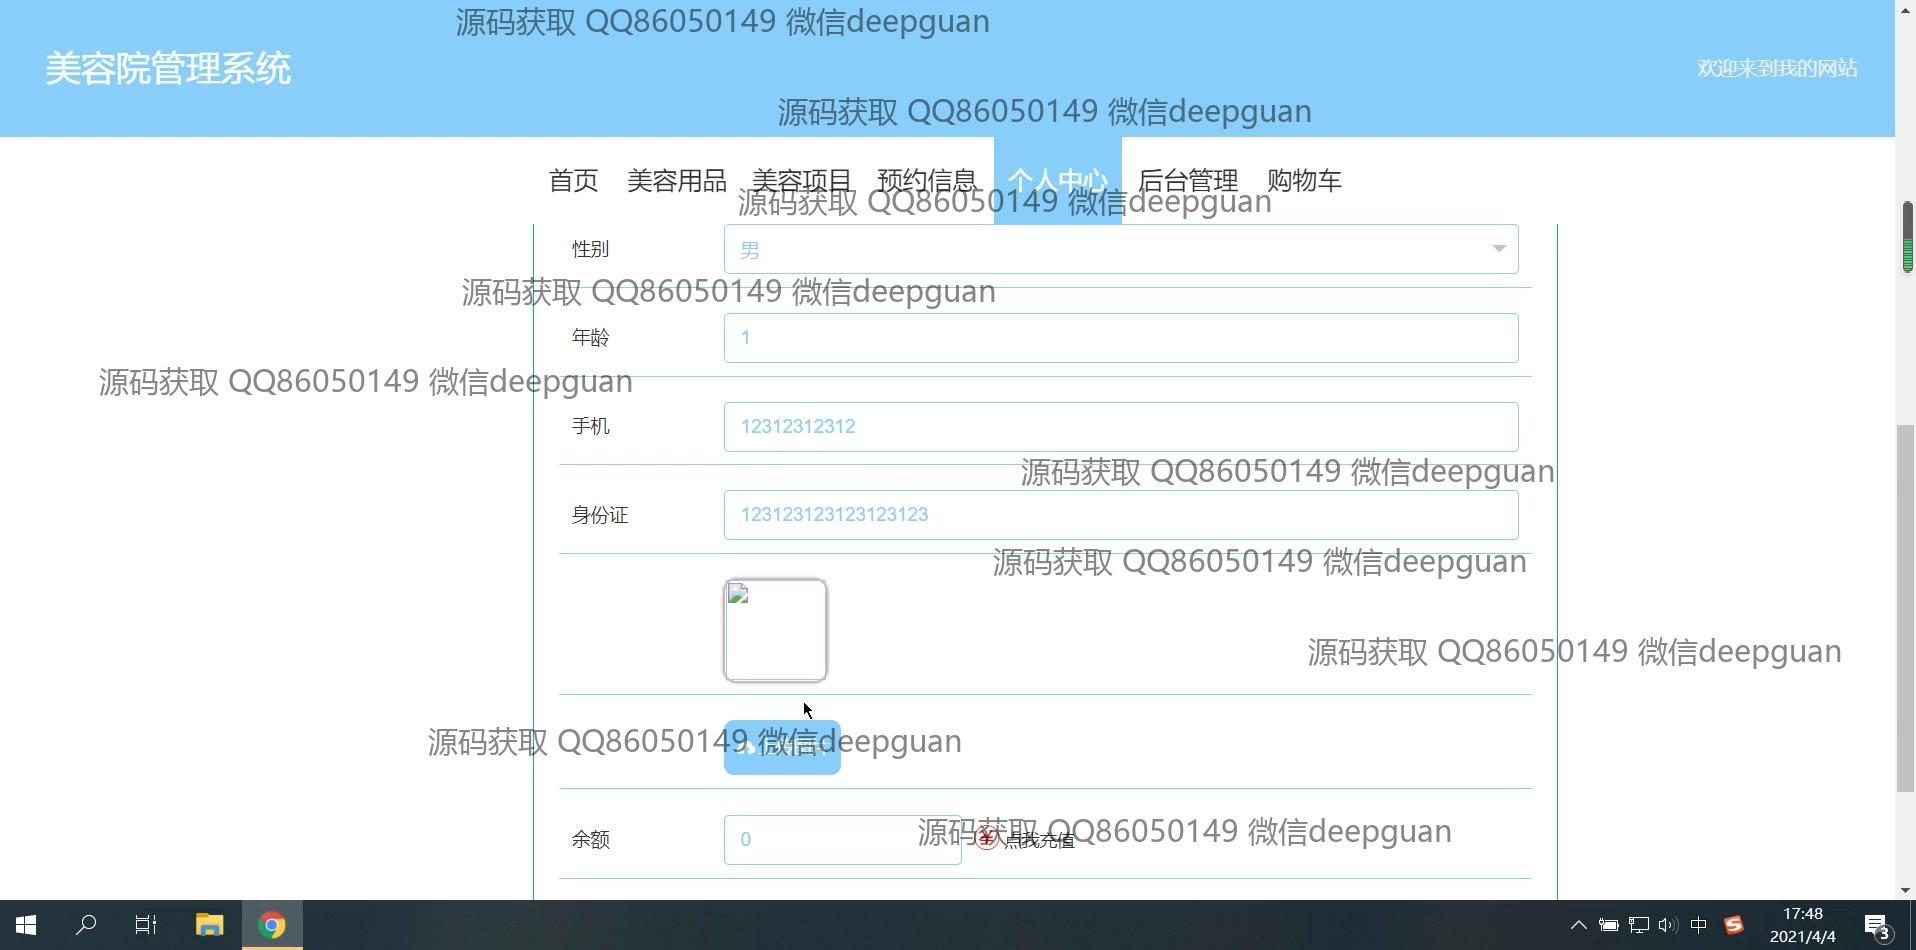 源码获取 QQ86050149 微信deepguan
美容院管理系统
欢迎来到我的网站
源码获取 QQ86050149 微信deepguan
首页 美容用品 美容项目 预约信息 个人中心 后台管理 购物车
源码获取 QQ86050149 微信deepguan
性别 男
源码获取 QQ86050149 微信deepguan
年龄 1
源码获取 QQ86050149 微信deepguan
手机 12312312312
源码获取 QQ86050149 微信deepguan
身份证 123123123123123123
源码获取 QQ86050149 微信deepguan
源码获取 QQ86050149 微信deepguan
源码获取 QQ86050149 微信deepguan
余额 0 点我充值
源码获取 QQ86050149 微信deepguan
中
17:48
2021/4/4
3